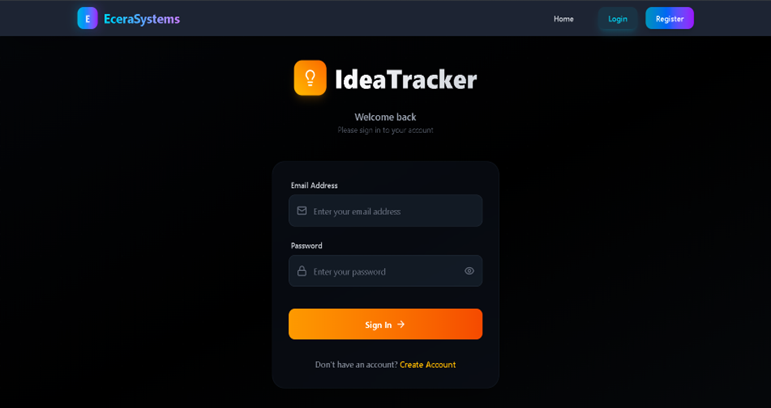 E EceraSystems
Home
Login
Register
IdeaTracker
Welcome back
Please sign in to your account
Email Address
Enter your email address
Password
Enter your password
Sign In →
Don't have an account? Create Account